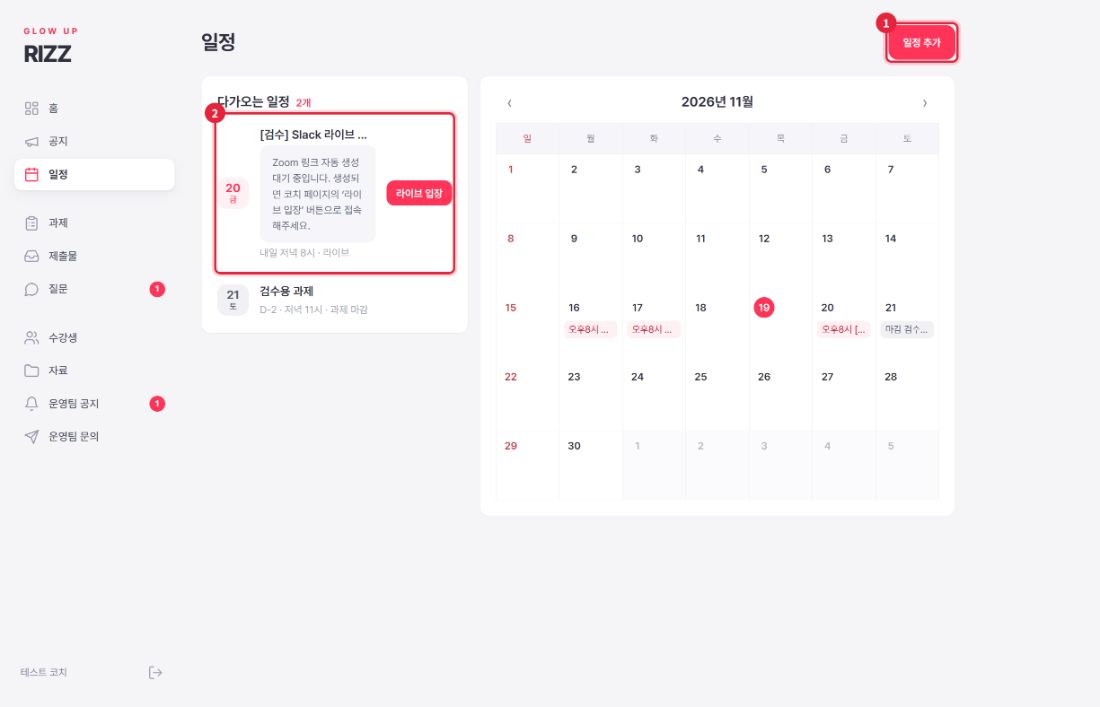 GLOW UP
RIZZ
홈
공지
일정
과제
제출물
질문 1
수강생
자료
운영팀 공지 1
운영팀 문의
테스트 코치
일정
1
일정 추가
다가오는 일정 2개
2
20
금
[검수] Slack 라이브 ...
Zoom 링크 자동 생성
대기 중입니다. 생성되
면 코치 페이지의 '라이
브 입장' 버튼으로 접속
해주세요.
내일 저녁 8시 · 라이브
라이브 입장
21
토
검수용 과제
D-2 · 저녁 11시 · 과제 마감
‹ 2026년 11월 ›
일 월 화 수 목 금 토
1 2 3 4 5 6 7
8 9 10 11 12 13 14
15 16 17 18 19 20 21
오후8시 ... 오후8시 ... 오후8시 [... 마감 검수...
22 23 24 25 26 27 28
29 30 1 2 3 4 5